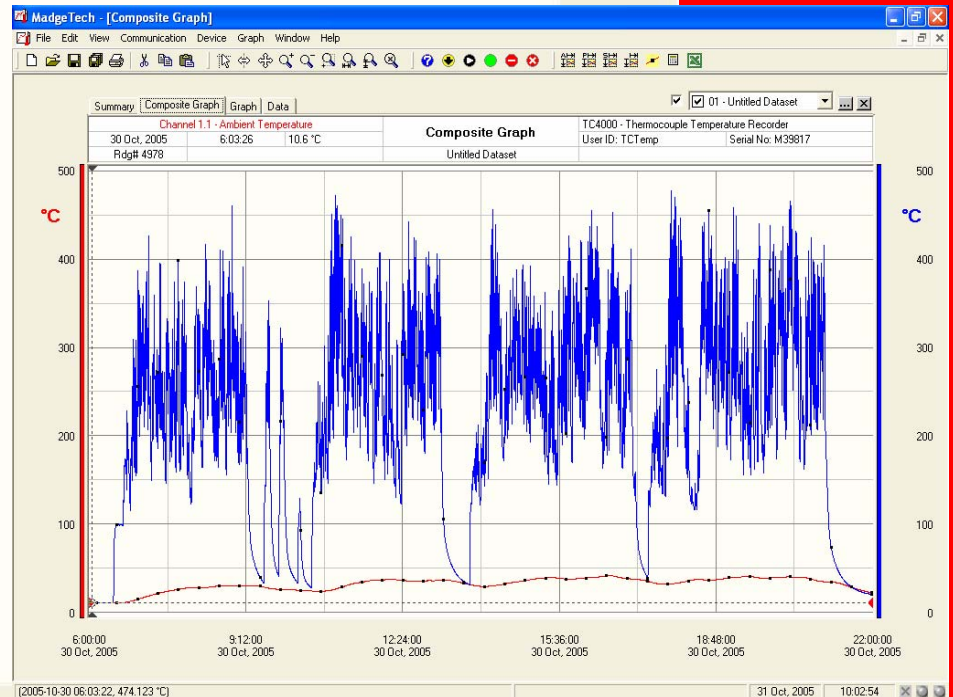 MadgeTech - [Composite Graph]
File Edit View Communication Device Graph Window Help
Summary Composite Graph Graph Data
01 - Untitled Dataset
Channel 1.1 - Ambient Temperature
30 Oct, 2005 6:03:26 10.6 °C
Rdg# 4978
Composite Graph
Untitled Dataset
TC4000 - Thermocouple Temperature Recorder
User ID: TCTemp Serial No: M39817
500 500
°C °C
400 400
300 300
200 200
100 100
0 0
6:00:00 9:12:00 12:24:00 15:36:00 18:48:00 22:00:00
30 Oct, 2005 30 Oct, 2005 30 Oct, 2005 30 Oct, 2005 30 Oct, 2005 30 Oct, 2005
(2005-10-30 06:03:22, 474.123 °C) 31 Oct, 2005 10:02:54